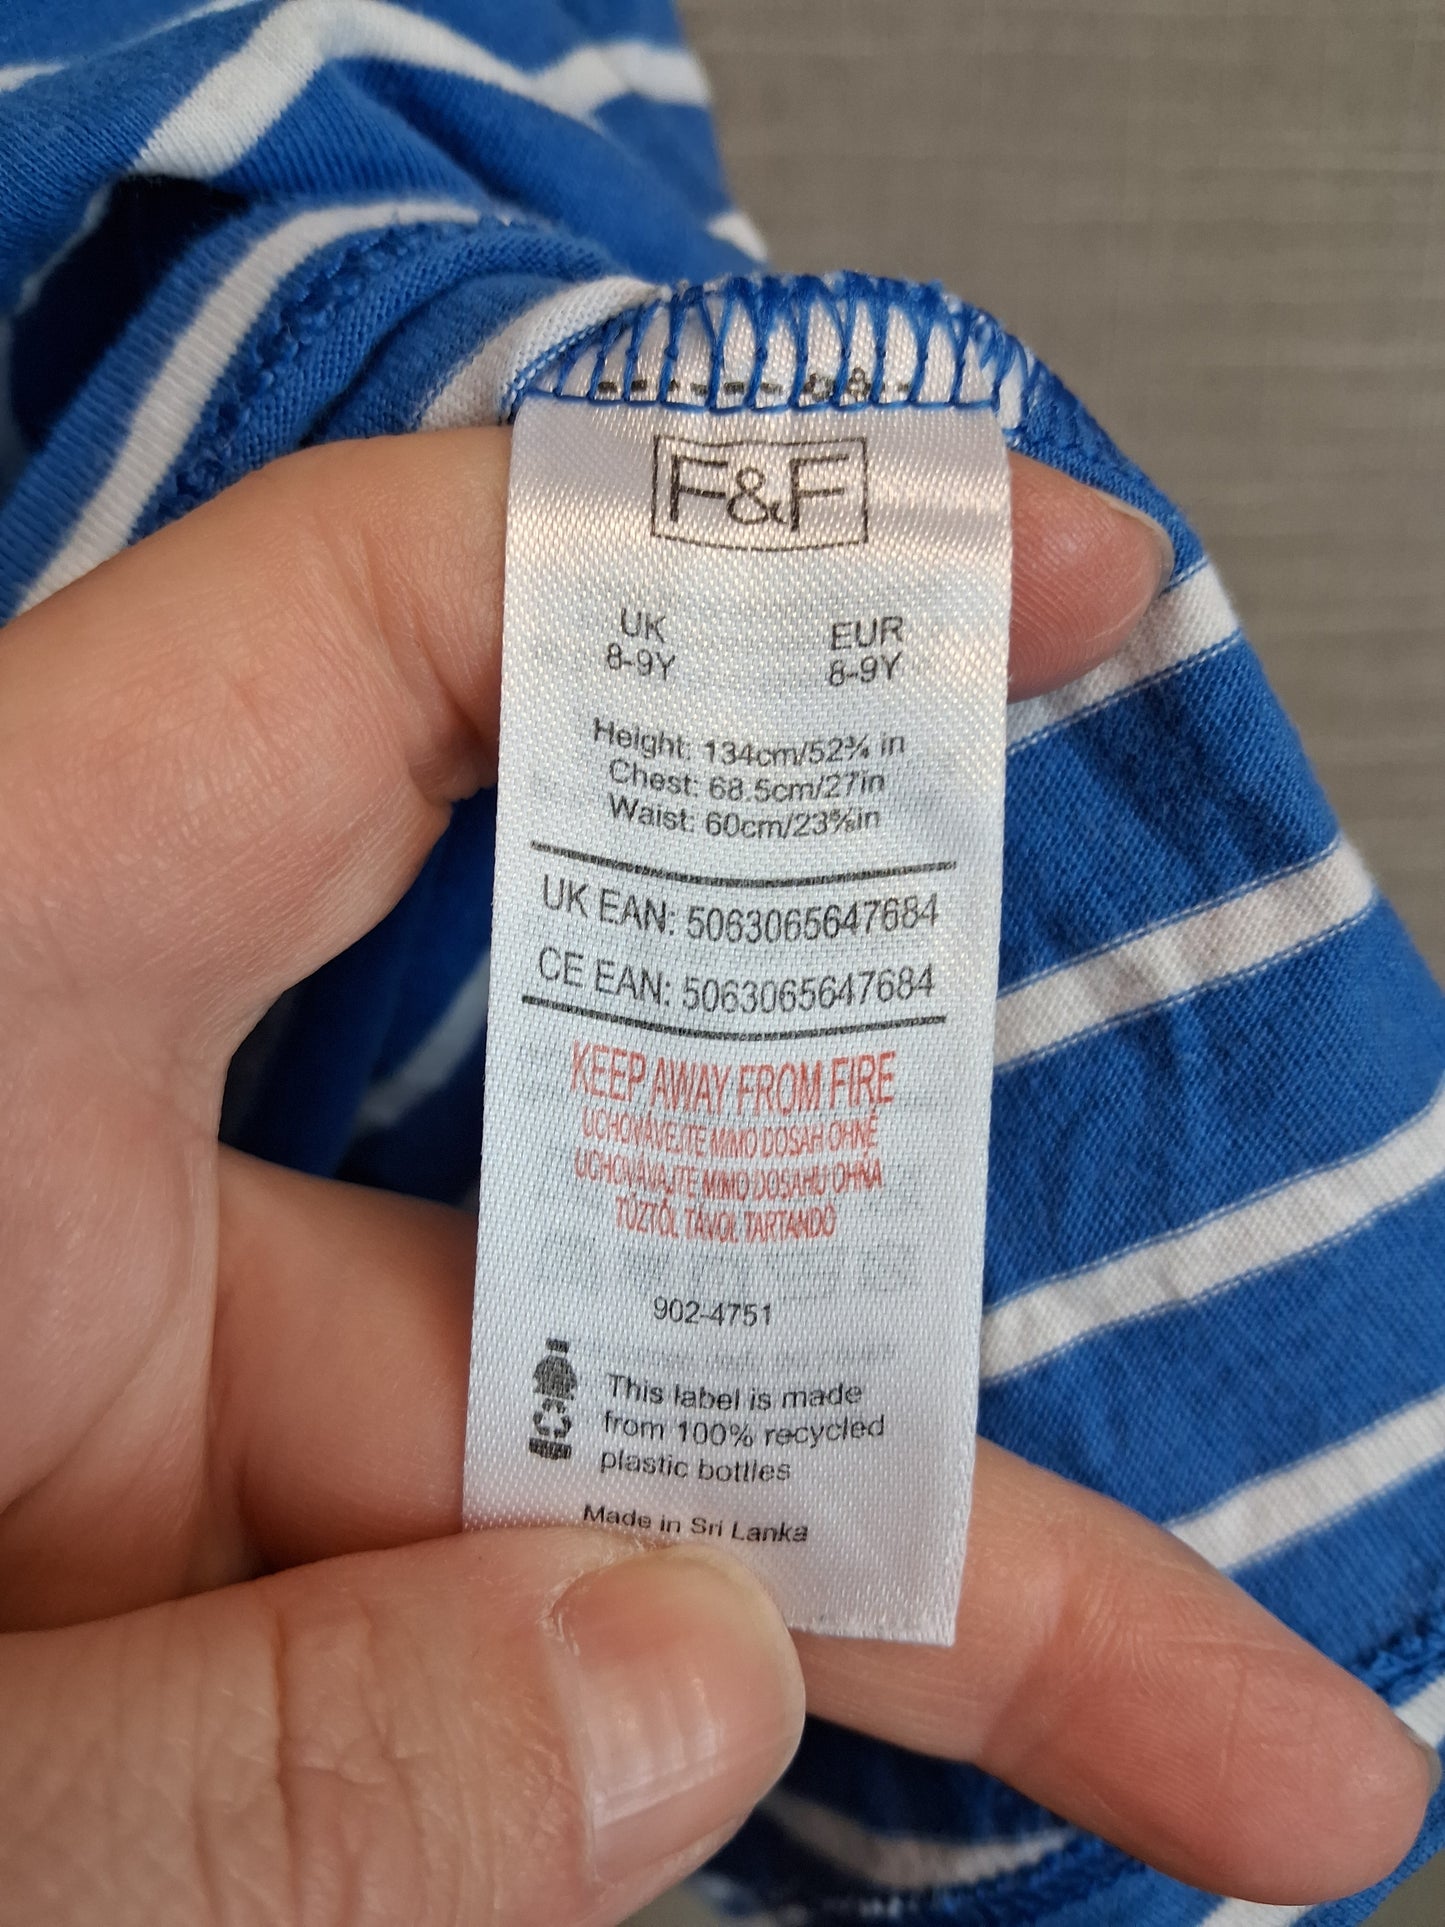 F&F
UK EUR
8-9Y 8-9Y
Height: 134cm/52¾ in
Chest: 68.5cm/27in
Waist: 60cm/23⅝in
UK EAN: 5063065647684
CE EAN: 5063065647684
KEEP AWAY FROM FIRE
UCHOVÁVEJTE MIMO DOSAH OHNĚ
UCHOVÁVAJTE MIMO DOSAHU OHŇA
TŰZTŐL TÁVOL TARTANDÓ
902-4751
This label is made
from 100% recycled
plastic bottles
Made in Sri Lanka